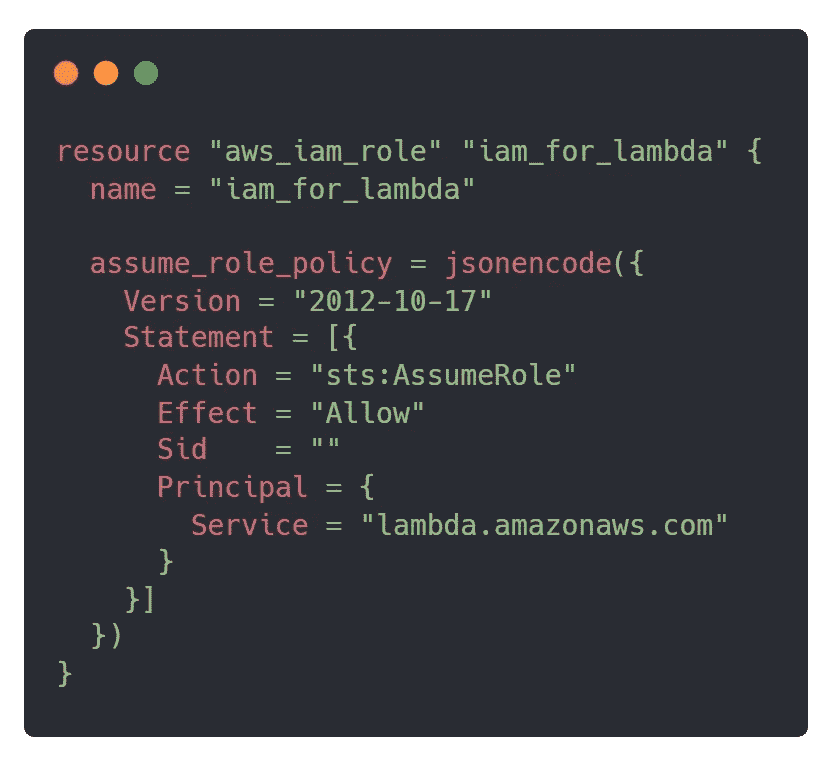 resource "aws_iam_role" "iam_for_lambda" {
  name = "iam_for_lambda"

  assume_role_policy = jsonencode({
    Version = "2012-10-17"
    Statement = [{
      Action = "sts:AssumeRole"
      Effect = "Allow"
      Sid    = ""
      Principal = {
        Service = "lambda.amazonaws.com"
      }
    }]
  })
}